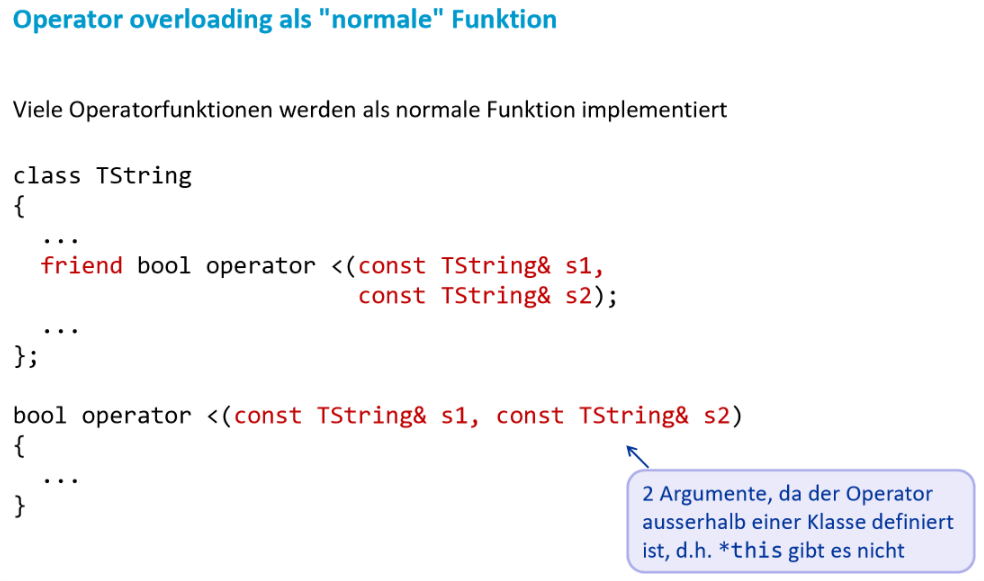 Operator overloading als "normale" Funktion
Viele Operatorfunktionen werden als normale Funktion implementiert
class TString
{
...
friend bool operator <(const TString& s1,
const TString& s2);
...
};
bool operator <(const TString& s1, const TString& s2)
{
...
}
2 Argumente, da der Operator
ausserhalb einer Klasse definiert
ist, d.h. *this gibt es nicht